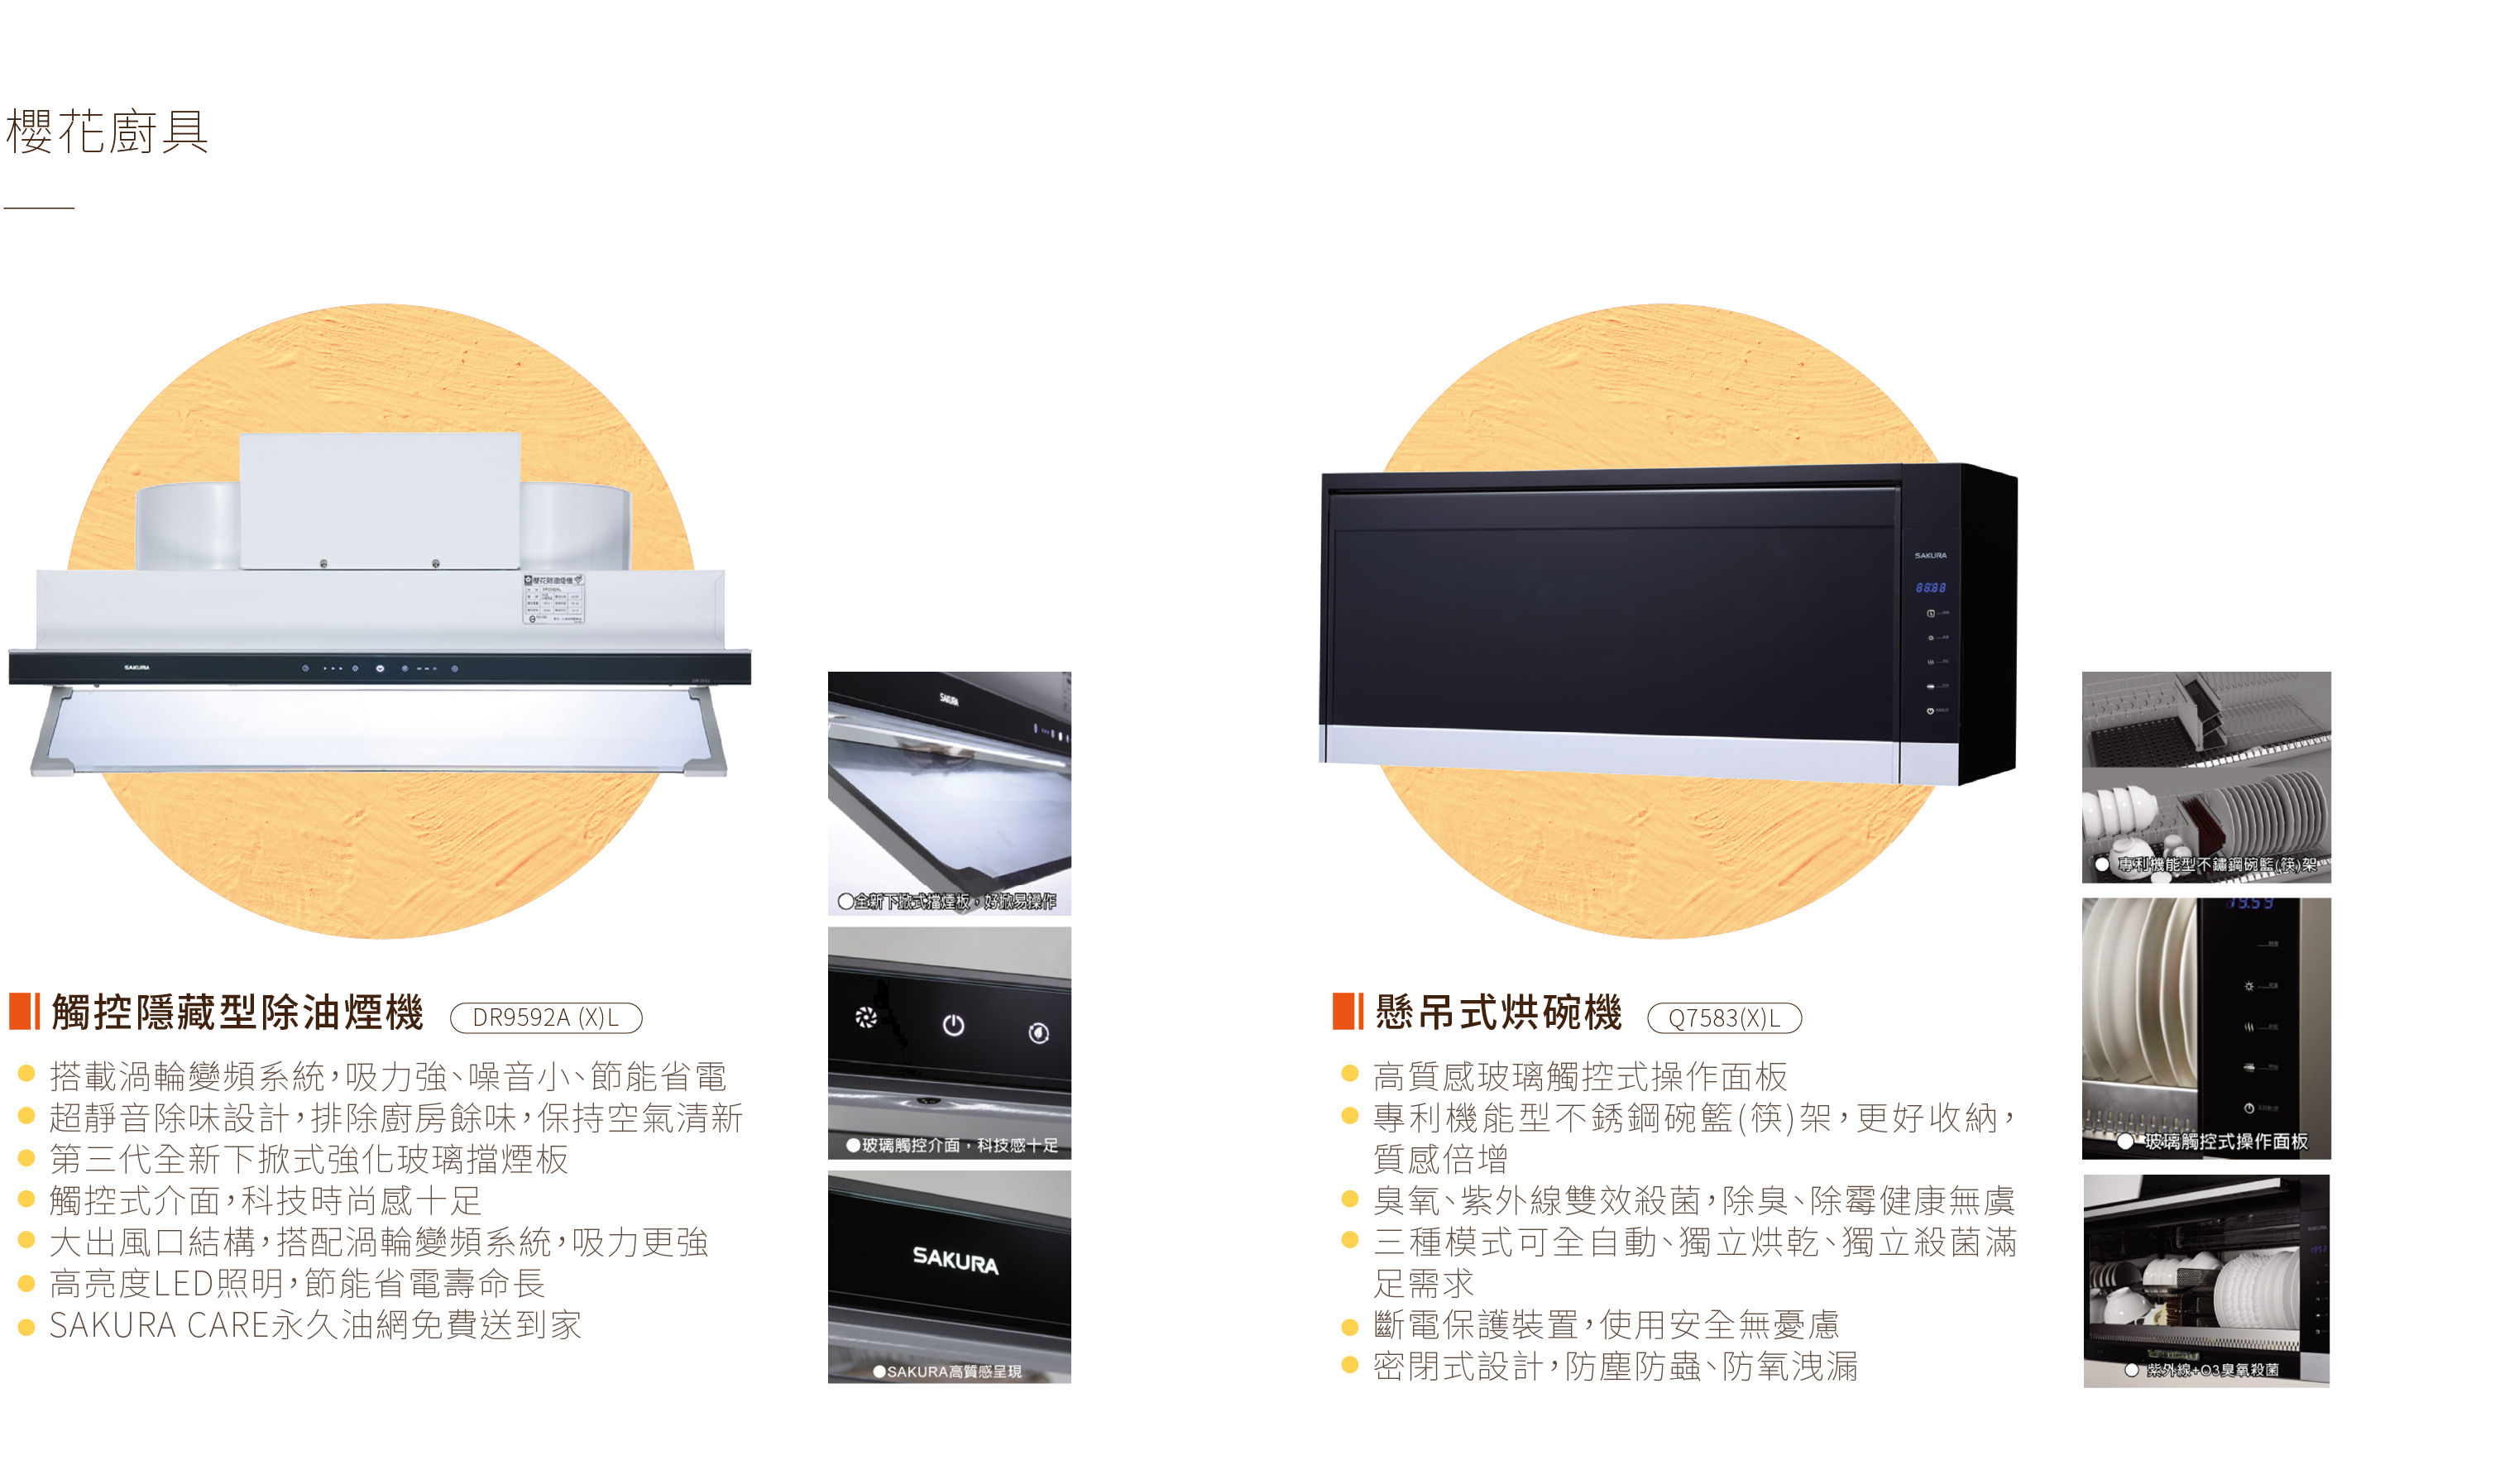 櫻花廚具
櫻花除油煙機
SAKURA
觸控隱藏型除油煙機
DR9592A (X)L
搭載渦輪變頻系統,吸力強、噪音小、節能省電
超靜音除味設計,排除廚房餘味,保持空氣清新
第三代全新下掀式強化玻璃擋煙板
觸控式介面,科技時尚感十足
大出風口結構,搭配渦輪變頻系統,吸力更強
高亮度LED照明,節能省電壽命長
SAKURA CARE永久油網免費送到家
SAKURA
●全新下掀式擋煙板，好掀易操作
●玻璃觸控介面，科技感十足
SAKURA
●SAKURA高質感呈現
SAKURA
88:88
懸吊式烘碗機
Q7583(X)L
高質感玻璃觸控式操作面板
專利機能型不銹鋼碗籃(筷)架,更好收納,
質感倍增
臭氧、紫外線雙效殺菌,除臭、除霉健康無虞
三種模式可全自動、獨立烘乾、獨立殺菌滿
足需求
斷電保護裝置,使用安全無憂慮
密閉式設計,防塵防蟲、防氧洩漏
● 專利機能型不鏽鋼碗籃(筷)架
19:59
● 玻璃觸控式操作面板
SAKURA
● 紫外線+O3臭氧殺菌